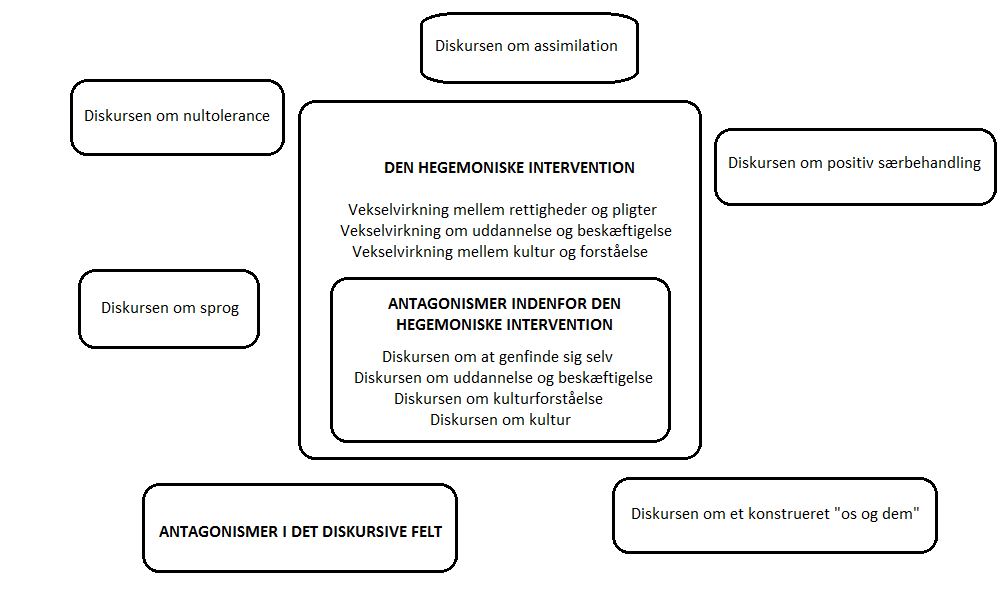 Diskursen om assimilation
Diskursen om nultolerance
Diskursen om positiv særbehandling
DEN HEGEMONISKE INTERVENTION
Vekselvirkning mellem rettigheder og pligter
Vekselvirkning om uddannelse og beskæftigelse
Vekselvirkning mellem kultur og forståelse
Diskursen om sprog
ANTAGONISMER INDENFOR DEN
HEGEMONISKE INTERVENTION
Diskursen om at genfinde sig selv
Diskursen om uddannelse og beskæftigelse
Diskursen om kulturforståelse
Diskursen om kultur
ANTAGONISMER I DET DISKURSIVE FELT
Diskursen om et konstrueret "os og dem"